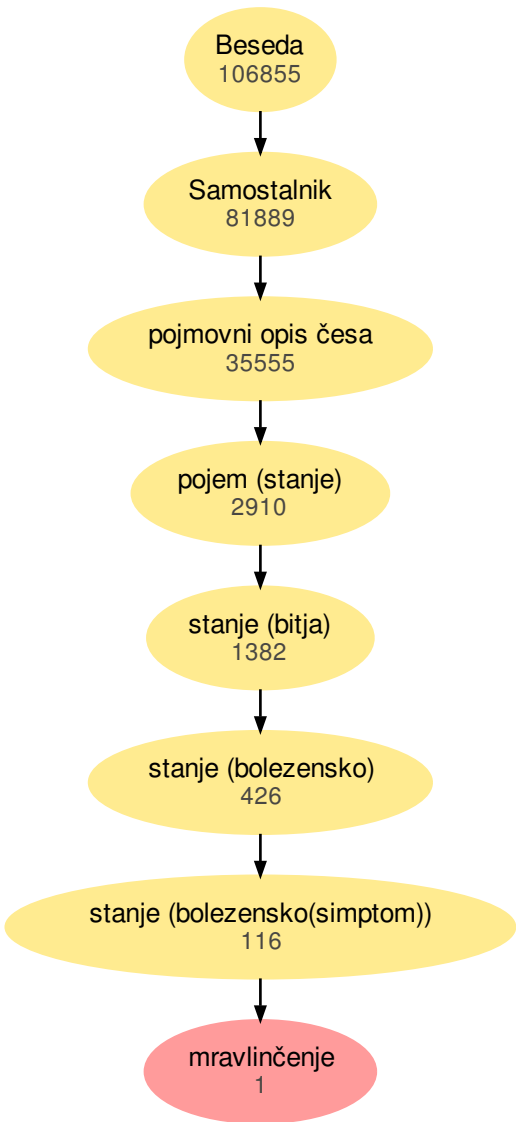 Beseda
106855
Samostalnik
81889
pojmovni opis česa
35555
pojem (stanje)
2910
stanje (bitja)
1382
stanje (bolezensko)
426
stanje (bolezensko(simptom))
116
mravlinčenje
1